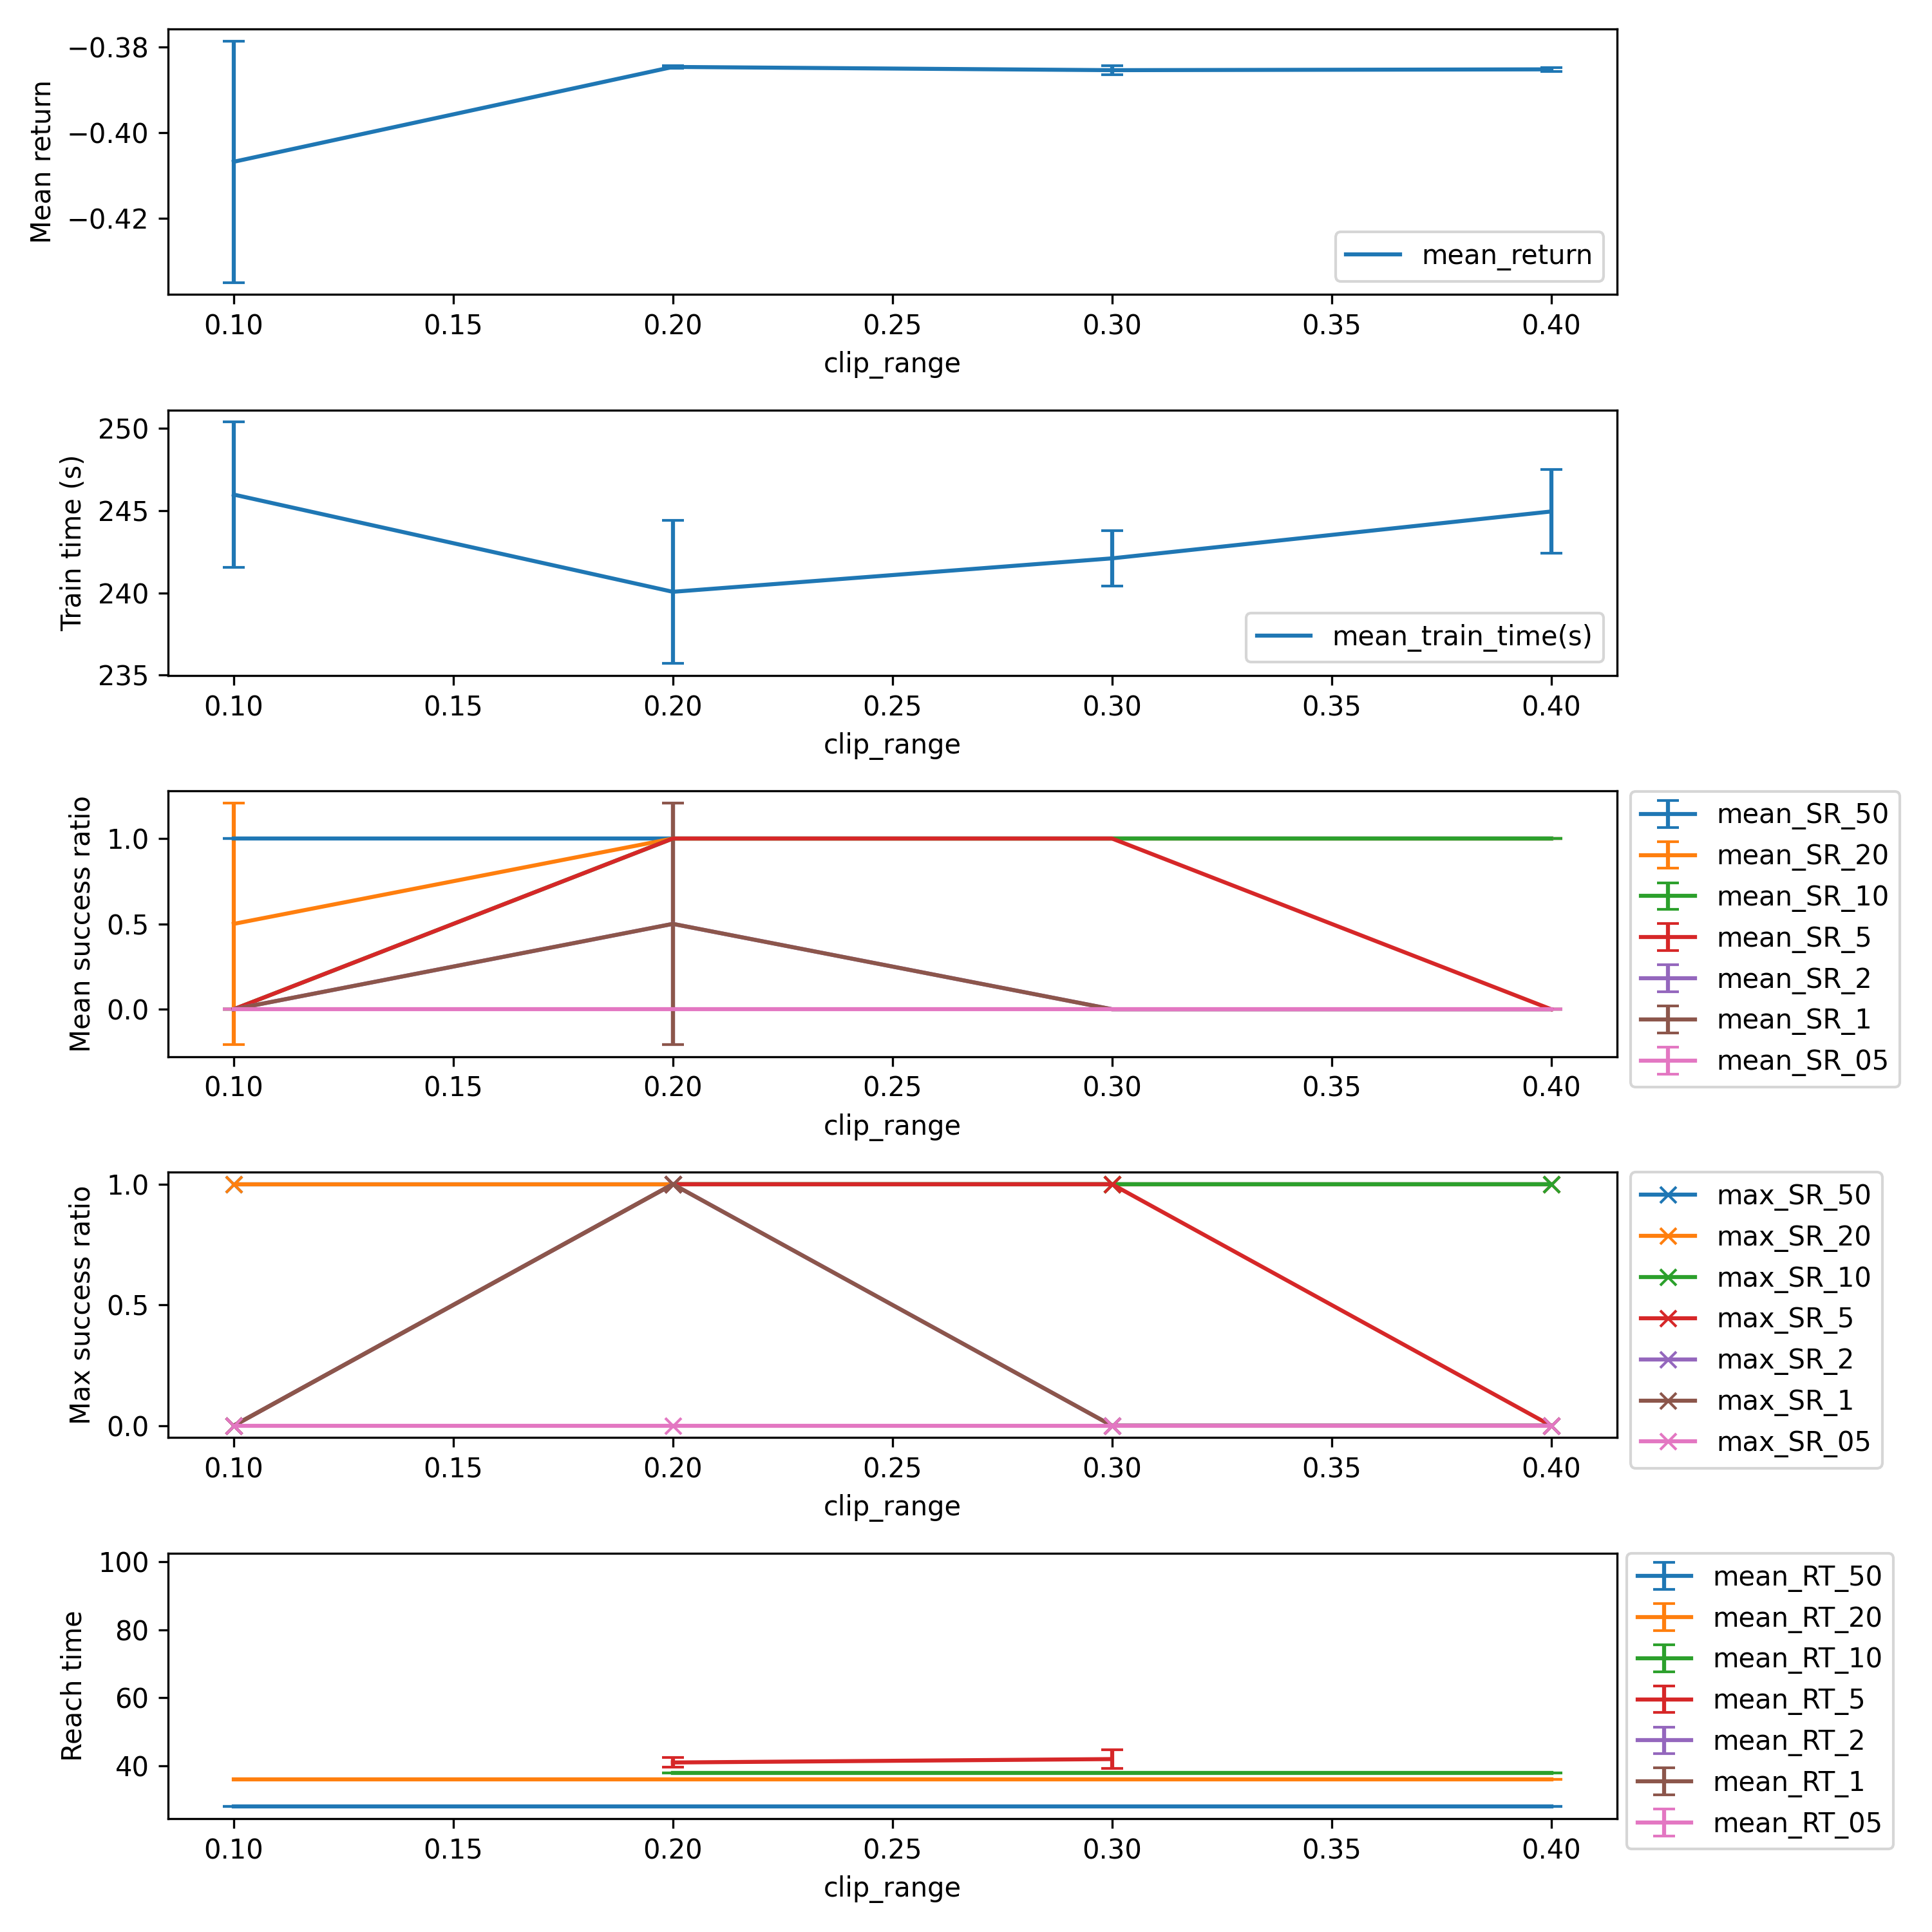 −0.38
−0.40
−0.42
Mean return
mean_return
0.10 0.15 0.20 0.25 0.30 0.35 0.40
clip_range
250
245
240
235
Train time (s)
mean_train_time(s)
0.10 0.15 0.20 0.25 0.30 0.35 0.40
clip_range
1.0
0.5
0.0
Mean success ratio
mean_SR_50
mean_SR_20
mean_SR_10
mean_SR_5
mean_SR_2
mean_SR_1
mean_SR_05
0.10 0.15 0.20 0.25 0.30 0.35 0.40
clip_range
1.0
0.5
0.0
Max success ratio
max_SR_50
max_SR_20
max_SR_10
max_SR_5
max_SR_2
max_SR_1
max_SR_05
0.10 0.15 0.20 0.25 0.30 0.35 0.40
clip_range
100
80
60
40
Reach time
mean_RT_50
mean_RT_20
mean_RT_10
mean_RT_5
mean_RT_2
mean_RT_1
mean_RT_05
0.10 0.15 0.20 0.25 0.30 0.35 0.40
clip_range